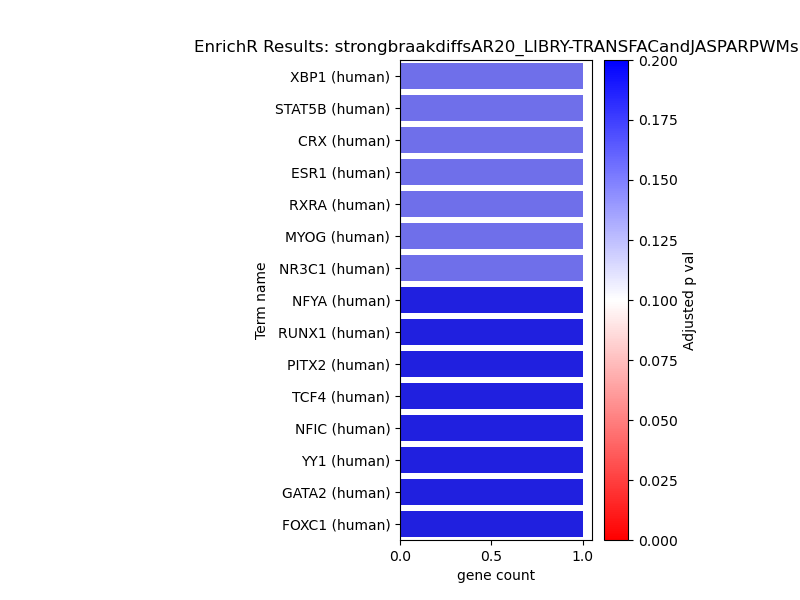 EnrichR Results: strongbraakdiffsAR20_LIBRY-TRANSFACandJASPARPWMs
Term name
XBP1 (human)
STAT5B (human)
CRX (human)
ESR1 (human)
RXRA (human)
MYOG (human)
NR3C1 (human)
NFYA (human)
RUNX1 (human)
PITX2 (human)
TCF4 (human)
NFIC (human)
YY1 (human)
GATA2 (human)
FOXC1 (human)
0.0 0.5 1.0
gene count
0.200
0.175
0.150
0.125
0.100
0.075
0.050
0.025
0.000
Adjusted p val